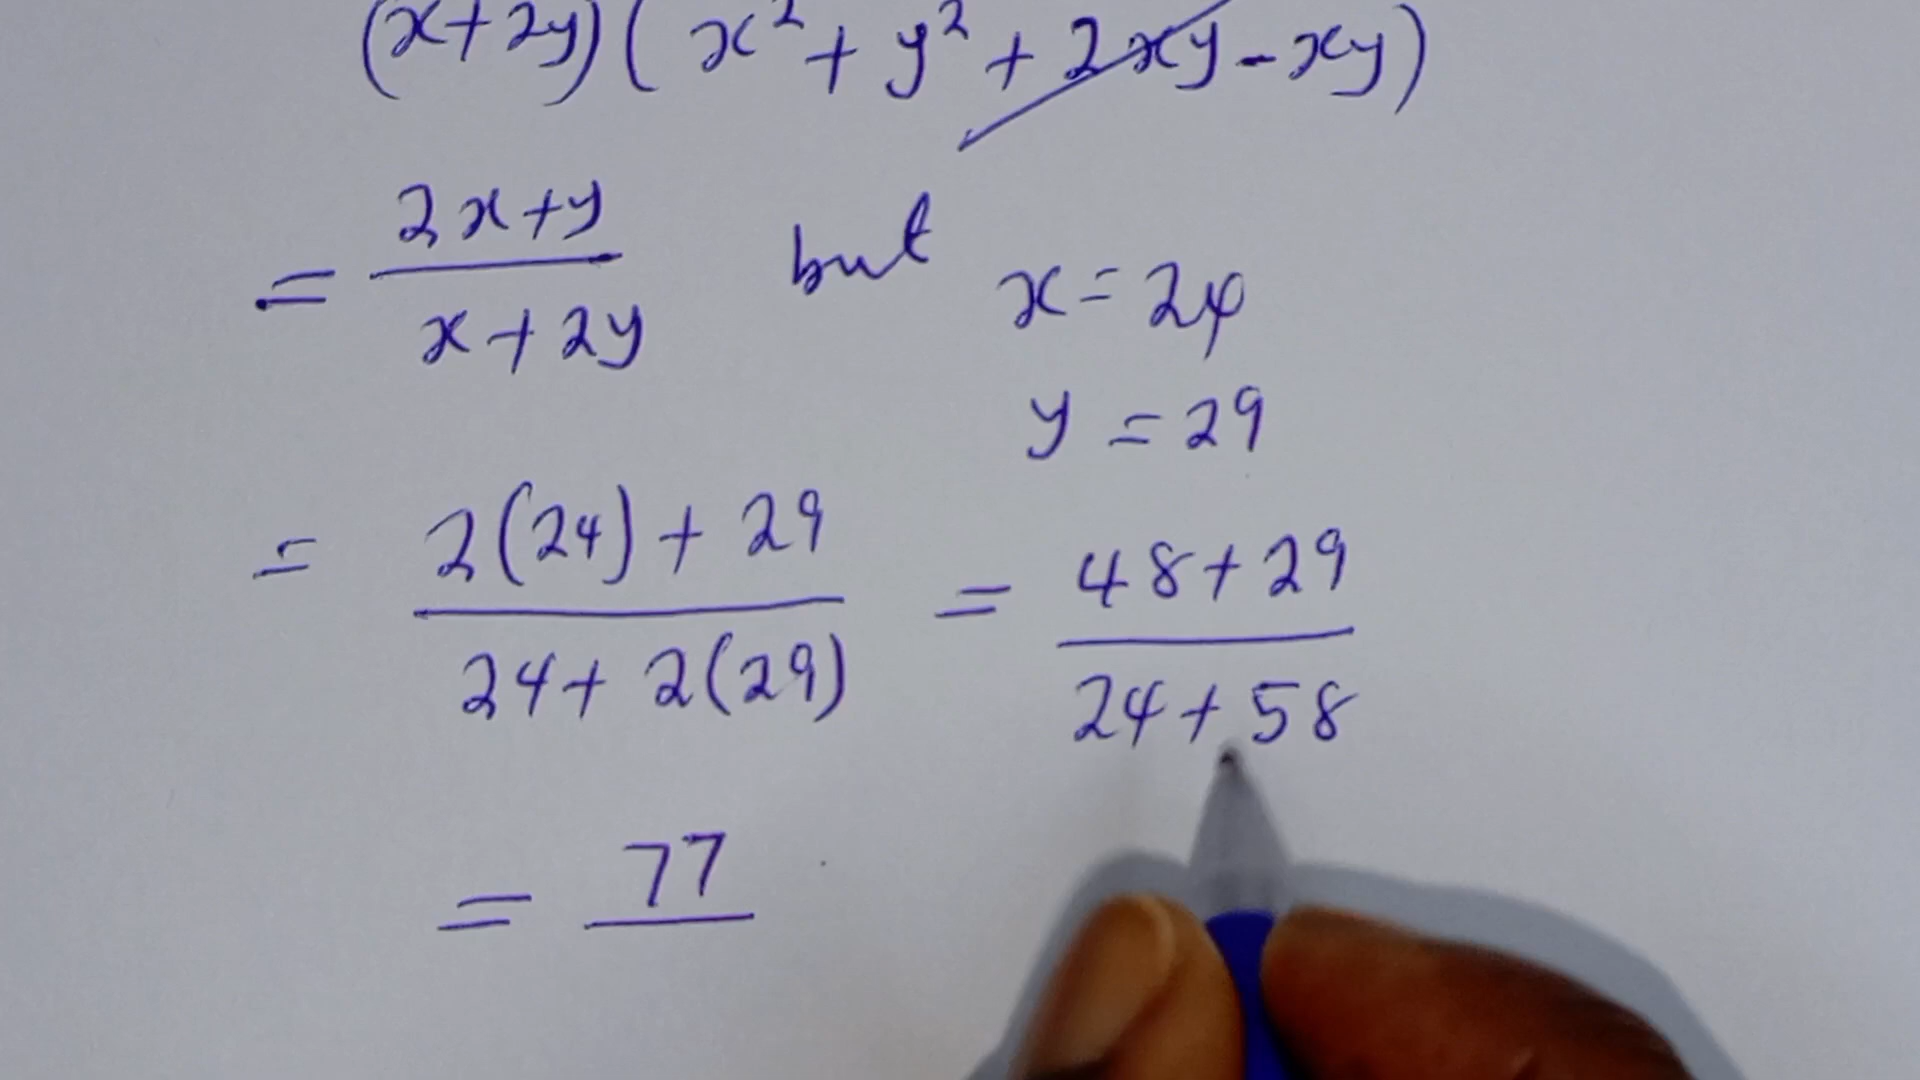 (x+2y)(x²+y²+2xy-xy)
= 2x+y / x+2y but x=24
y=29
= 2(24)+29 / 24+2(29) = 48+29 / 24+58
= 77